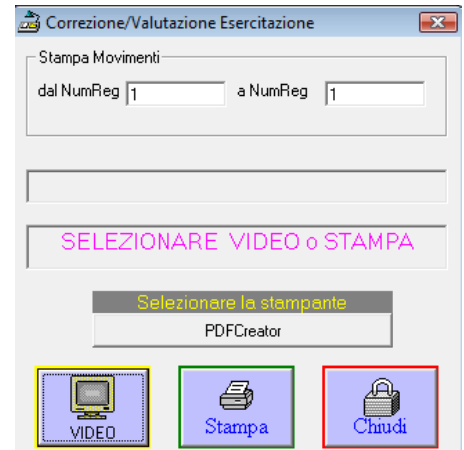 Correzione/Valutazione Esercitazione
Stampa Movimenti
dal NumReg 1 a NumReg 1
SELEZIONARE VIDEO o STAMPA
Selezionare la stampante
PDFCreator
VIDEO Stampa Chiudi